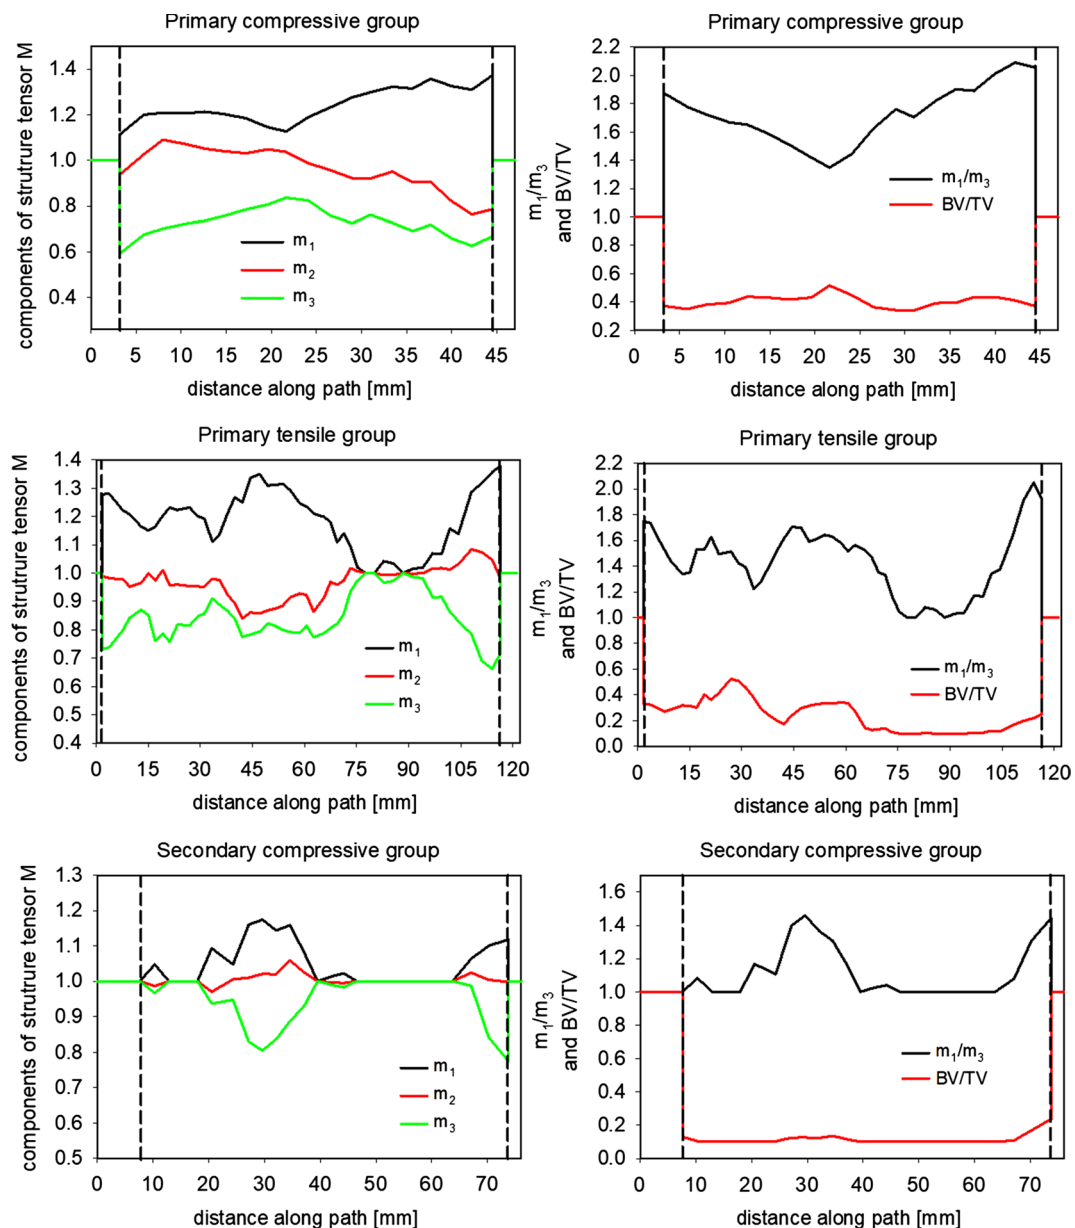 Primary compressive group
components of strutrure tensor M
1.4
1.2
1.0
0.8
0.6
0.4
m1
m2
m3
0 5 10 15 20 25 30 35 40 45
distance along path [mm]
Primary compressive group
m1/m3
and BV/TV
2.2
2.0
1.8
1.6
1.4
1.2
1.0
0.8
0.6
0.4
0.2
m1/m3
BV/TV
5 10 15 20 25 30 35 40 45
distance along path [mm]
Primary tensile group
components of strutrure tensor M
1.4
1.3
1.2
1.1
1.0
0.9
0.8
0.7
0.6
0.5
0.4
m1
m2
m3
0 15 30 45 60 75 90 105 120
distance along path [mm]
Primary tensile group
m1/m3
and BV/TV
2.2
2.0
1.8
1.6
1.4
1.2
1.0
0.8
0.6
0.4
0.2
0.0
m1/m3
BV/TV
0 15 30 45 60 75 90 105 120
distance along path [mm]
Secondary compressive group
components of strutrure tensor M
1.3
1.2
1.1
1.0
0.9
0.8
0.7
0.6
0.5
m1
m2
m3
0 10 20 30 40 50 60 70
distance along path [mm]
Secondary compressive group
m1/m3
and BV/TV
1.6
1.4
1.2
1.0
0.8
0.6
0.4
0.2
0.0
m1/m3
BV/TV
0 10 20 30 40 50 60 70
distance along path [mm]